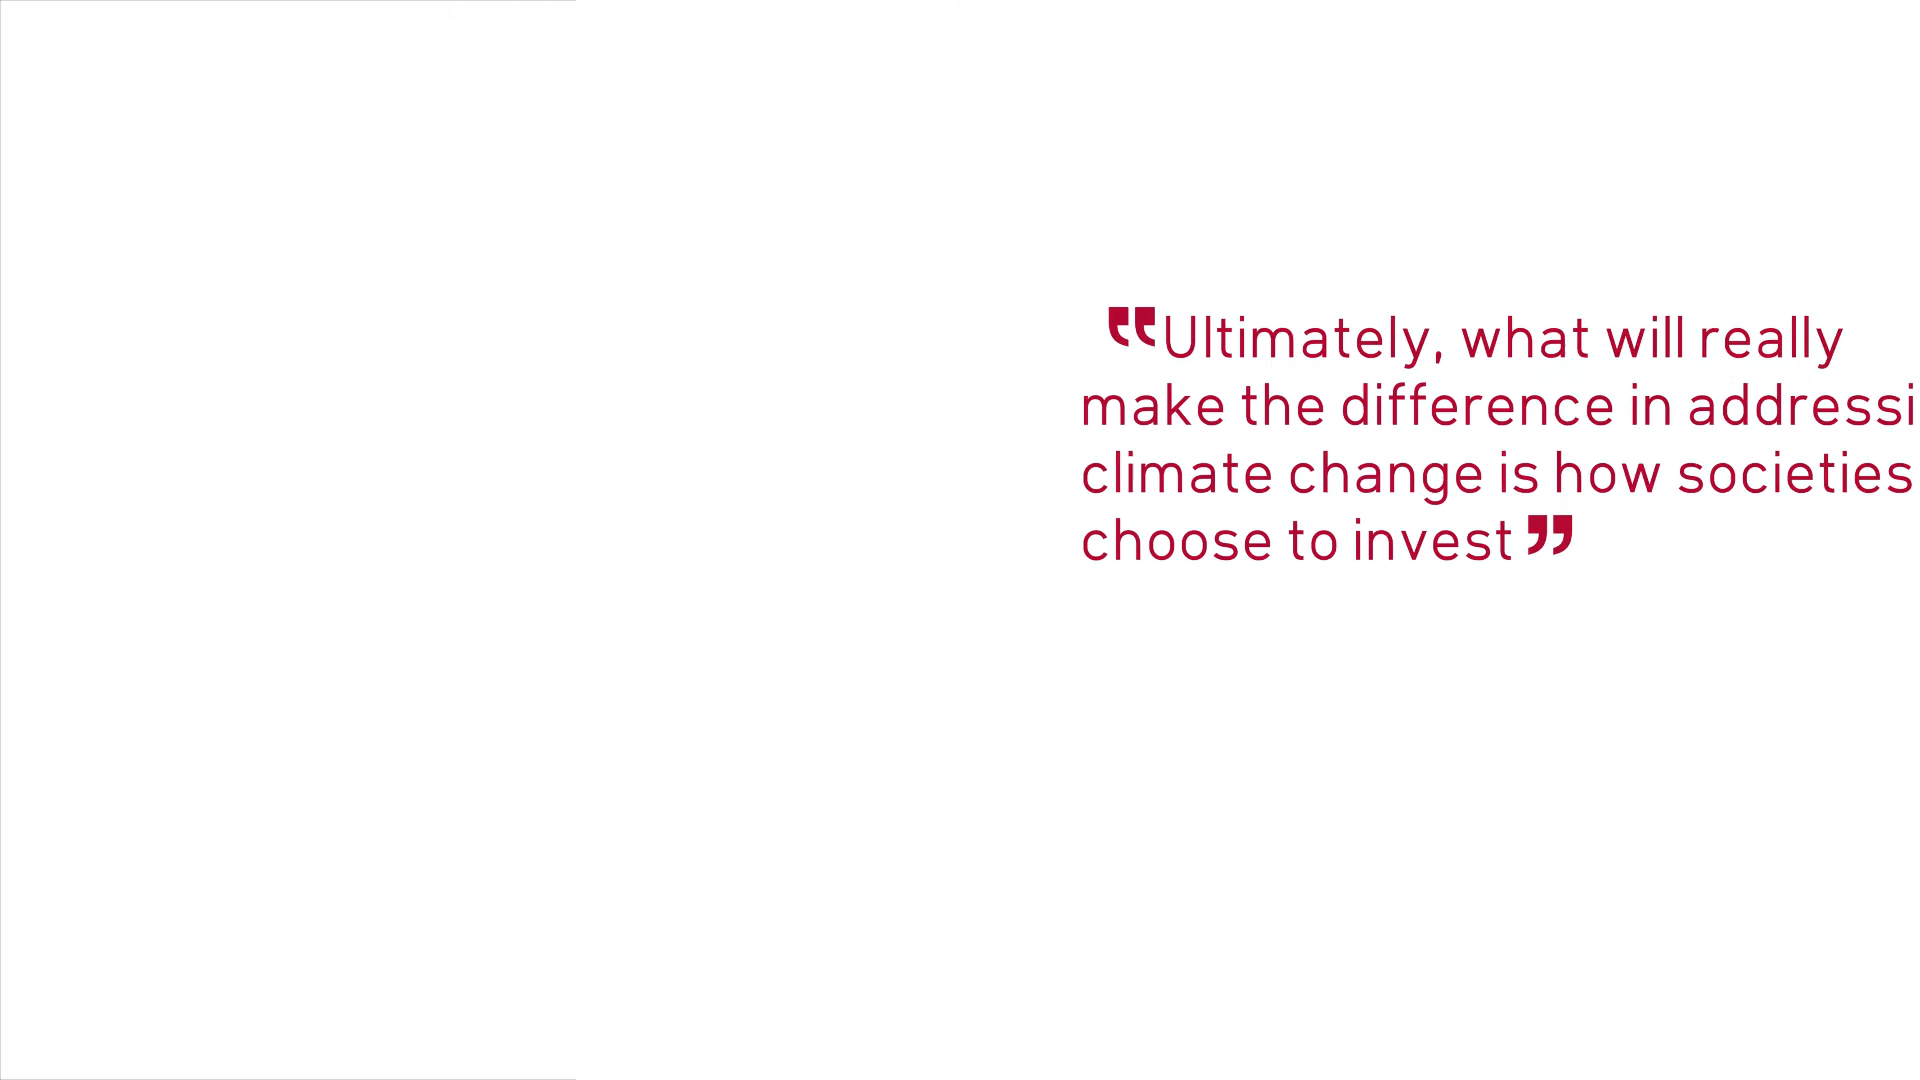 “Ultimately, what will really
make the difference in addressi
climate change is how societies
choose to invest”